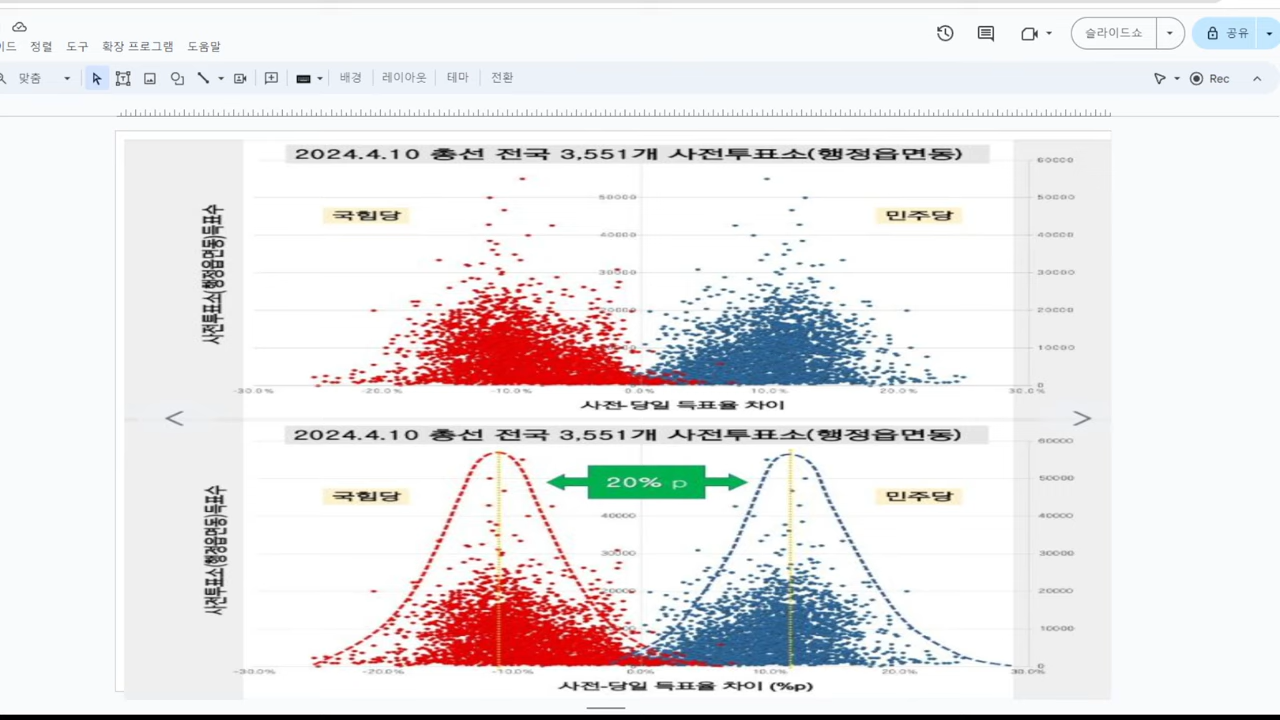 정렬 도구 확장 프로그램 도움말
슬라이드쇼
공유
맞춤
배경 레이아웃 테마 전환
Rec
2024.4.10 총선 전국 3,551개 사전투표소(행정읍면동)
국힘당
민주당
사전투표소(행정읍면동)득표수
60000
50000 50000
40000 40000
30000 30000
20000 20000
10000
0
-30.0% -20.0% -10.0% 0.0% 10.0% 20.0% 30.0%
사전-당일 득표율 차이
2024.4.10 총선 전국 3,551개 사전투표소(행정읍면동)
20% p
국힘당
민주당
사전투표소(행정읍면동)득표수
60000
50000
40000 40000
30000 30000
20000 20000
10000
0
-30.0% -20.0% -10.0% 0.0% 10.0% 20.0% 30.0%
사전-당일 득표율 차이 (%p)